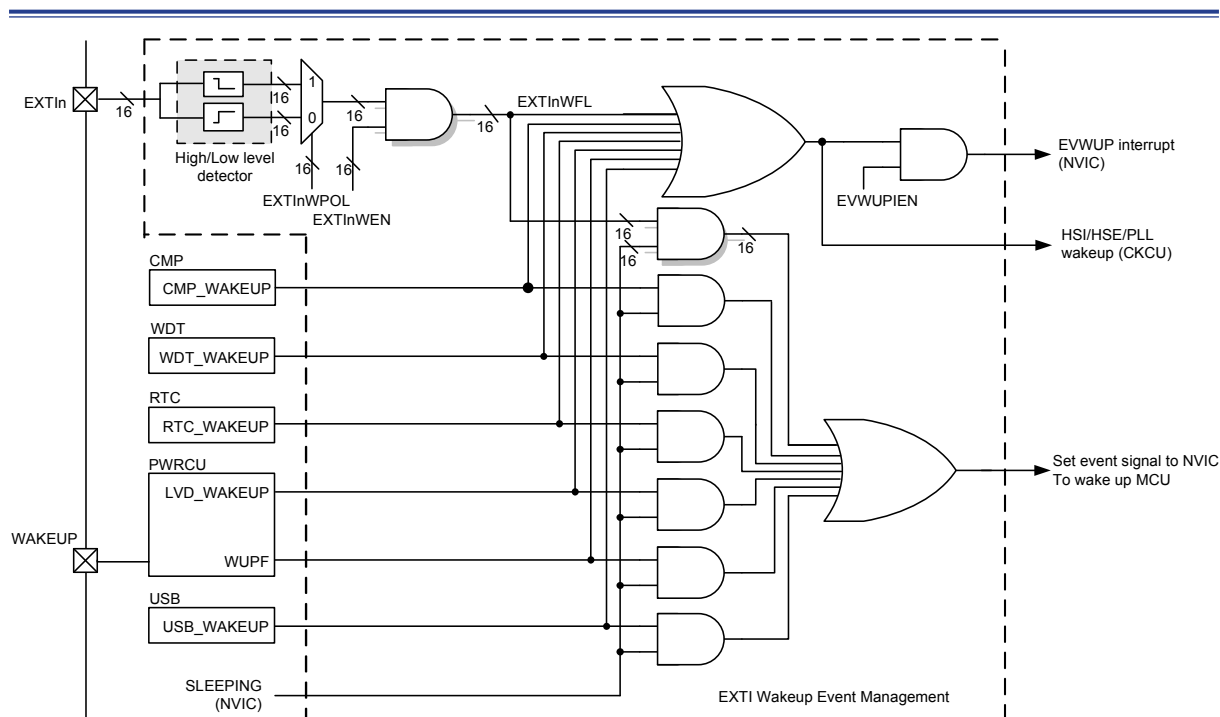 EXTIn
16
16
16
1
0
High/Low level
detector
16
EXTInWPOL
16
16
EXTInWEN
16
EXTInWFL
EVWUPIEN
EVWUP interrupt
(NVIC)
HSI/HSE/PLL
wakeup (CKCU)
16
16
16
CMP
CMP_WAKEUP
WDT
WDT_WAKEUP
RTC
RTC_WAKEUP
PWRCU
LVD_WAKEUP
Set event signal to NVIC
To wake up MCU
WAKEUP
WUPF
USB
USB_WAKEUP
SLEEPING
(NVIC)
EXTI Wakeup Event Management